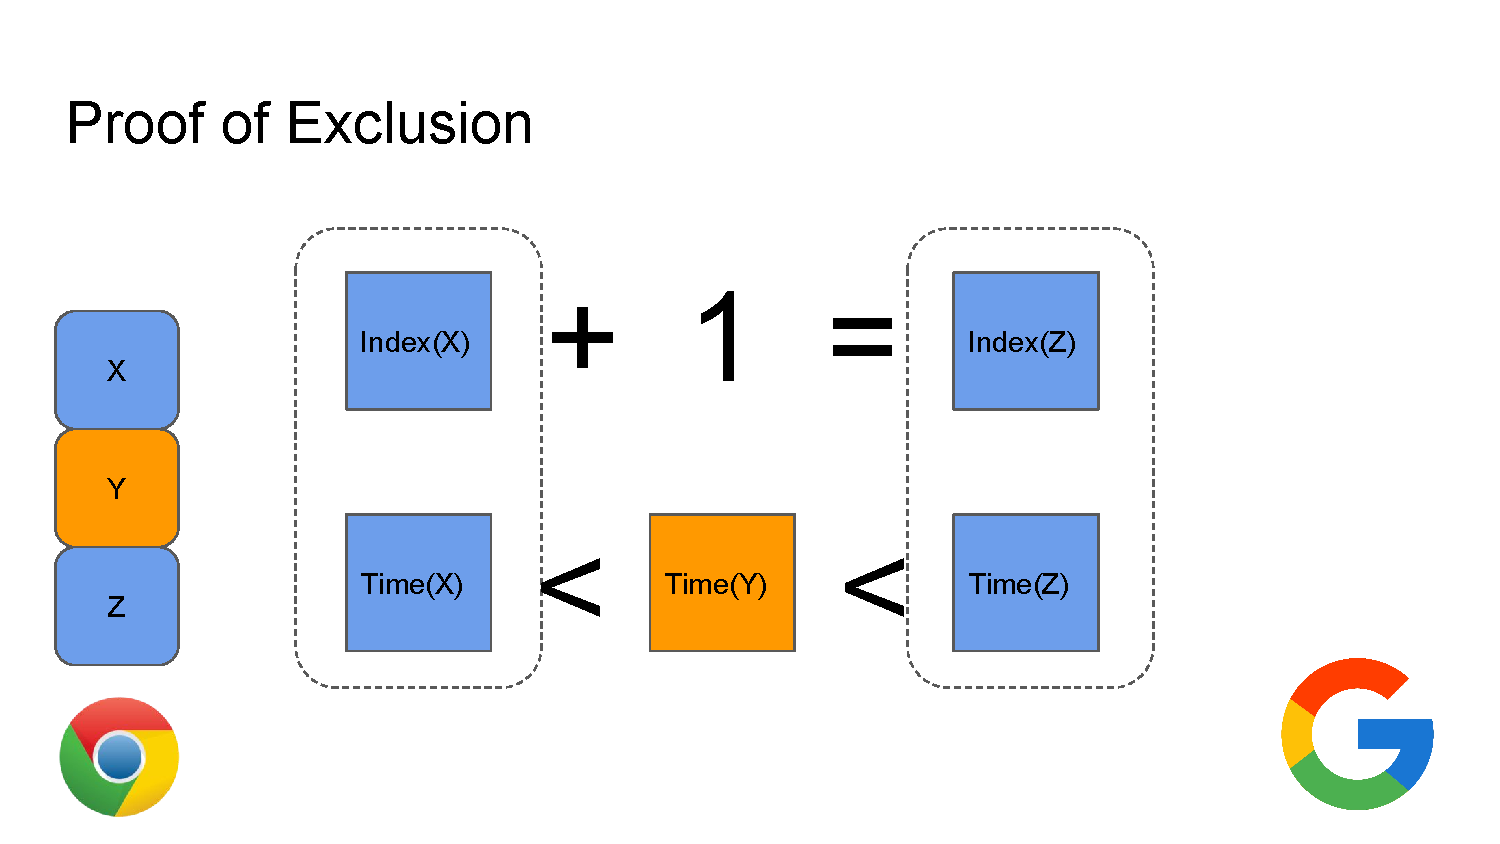 Proof of Exclusion
X
Y
Z
Index(X) + 1 = Index(Z)
Time(X) < Time(Y) < Time(Z)